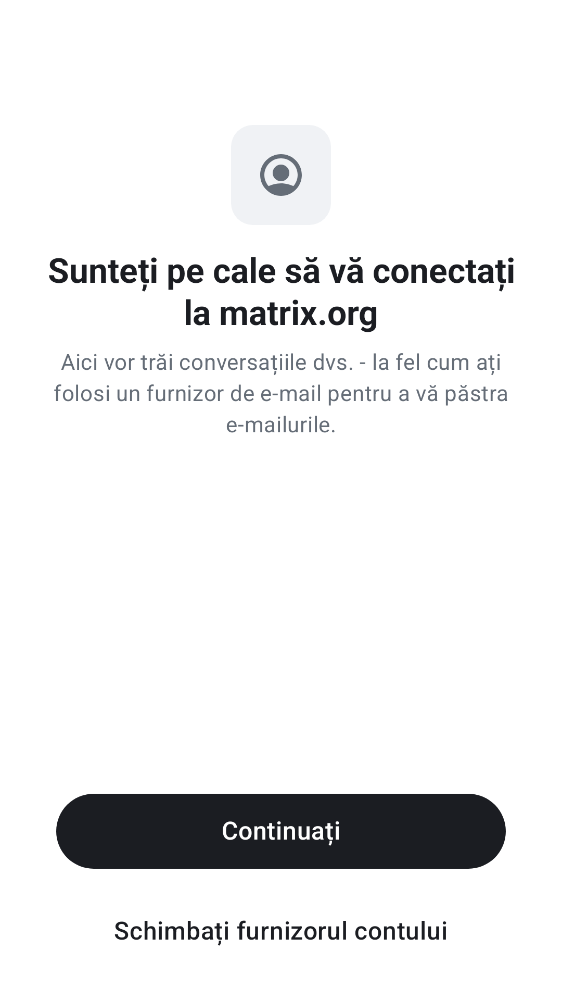 Sunteți pe cale să vă conectați
la matrix.org
Aici vor trăi conversațiile dvs. - la fel cum ați
folosi un furnizor de e-mail pentru a vă păstra
e-mailurile.
Continuați
Schimbați furnizorul contului